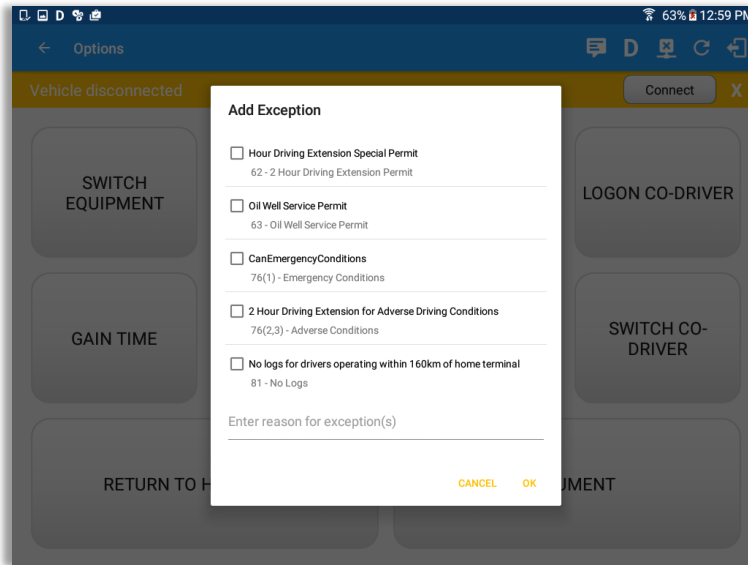 D 63% 12:59 PM
Options D
Vehicle disconnected Connect X
Add Exception
Hour Driving Extension Special Permit
62 - 2 Hour Driving Extension Permit
Oil Well Service Permit
63 - Oil Well Service Permit
CanEmergencyConditions
76(1) - Emergency Conditions
2 Hour Driving Extension for Adverse Driving Conditions
76(2,3) - Adverse Conditions
No logs for drivers operating within 160km of home terminal
81 - No Logs
Enter reason for exception(s)
CANCEL OK
SWITCH
EQUIPMENT
LOGON CO-DRIVER
GAIN TIME
SWITCH CO-
DRIVER
RETURN TO H
UMENT